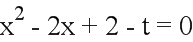 x² - 2x + 2 - t = 0